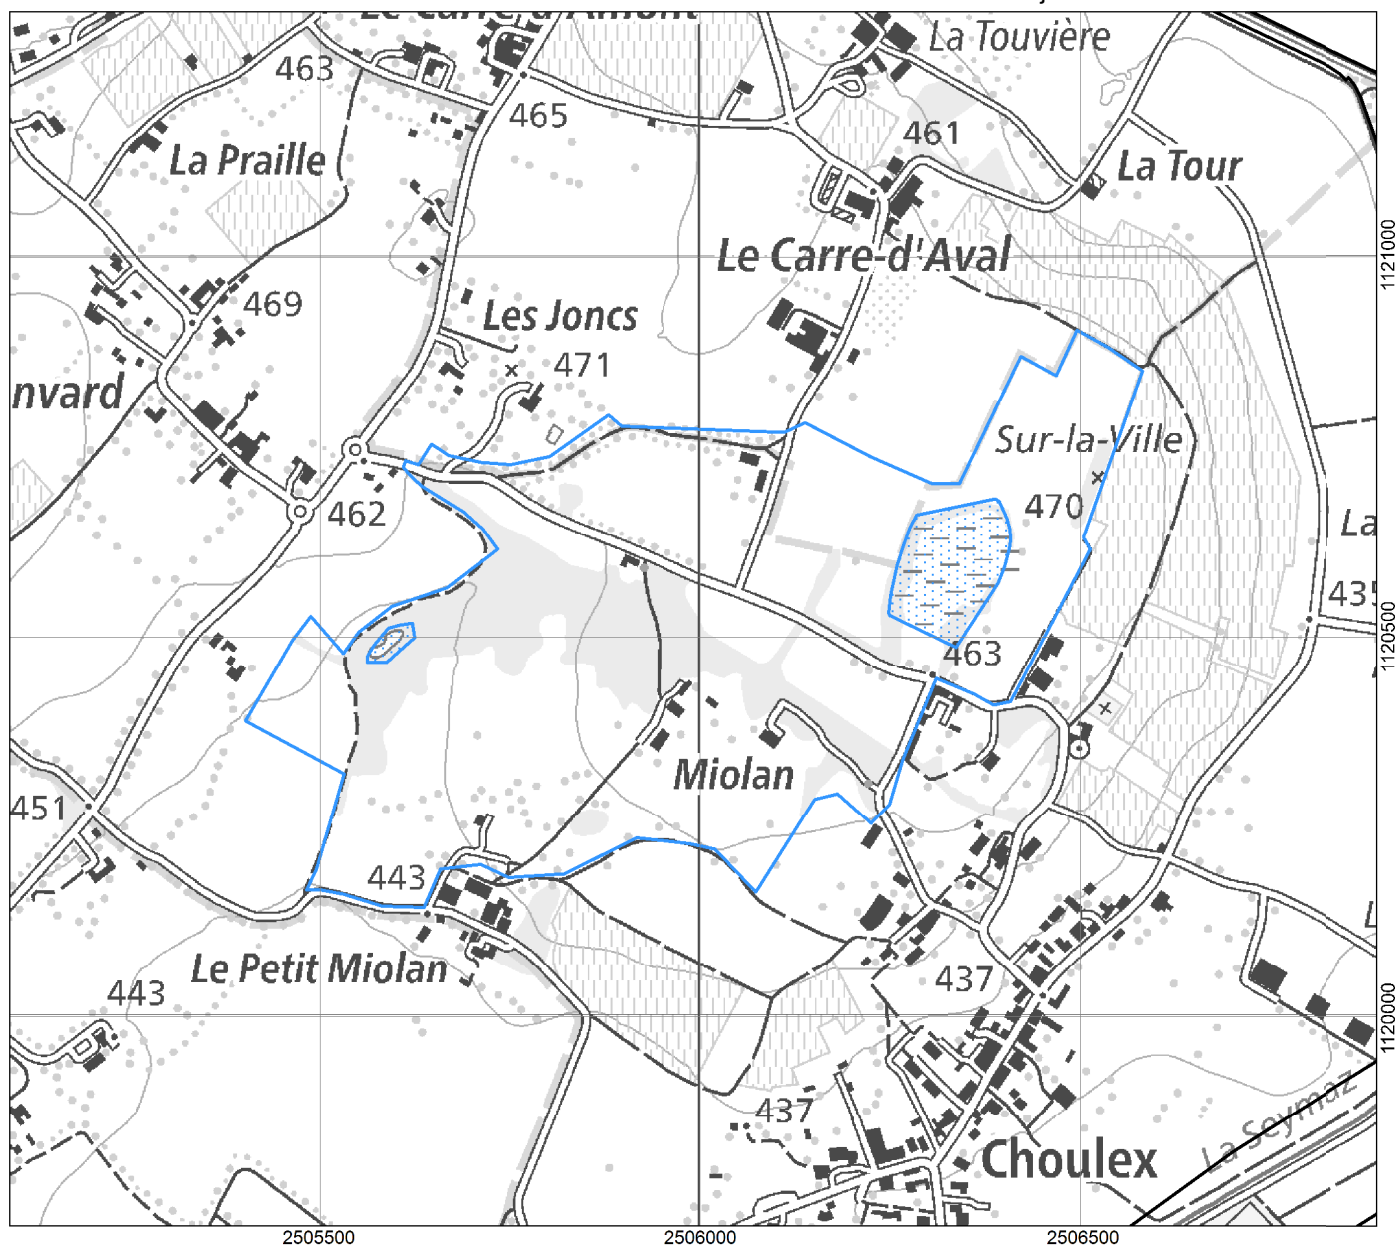 La Touvière
463
465
461
La Praille
La Tour
Le Carre-d'Aval
1121000
469
Les Joncs
471
nvard
Sur-la-Ville
470
462
La
435
1120500
463
Miolan
451
443
Le Petit Miolan
443
437
L
1120000
437
La Seymaz
Choulex
2505500
2506000
2506500